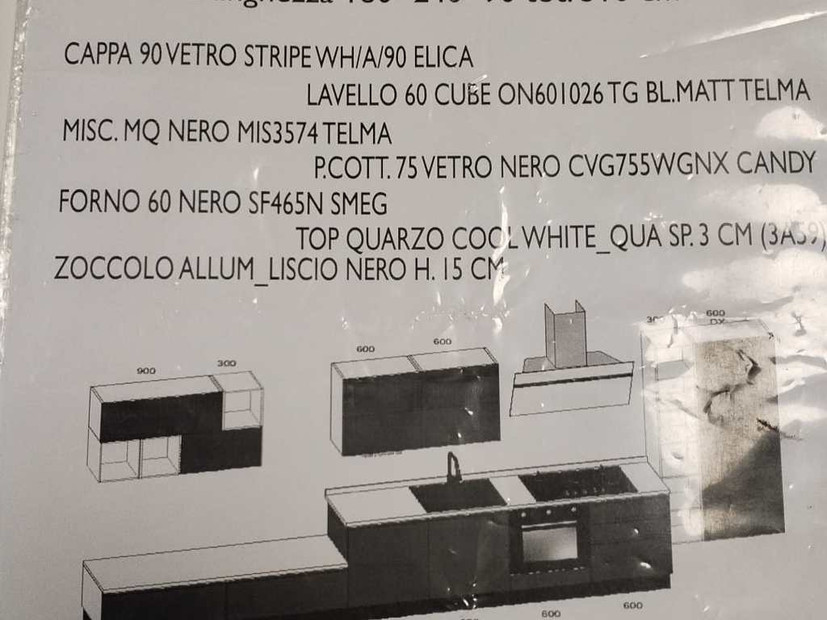 CAPPA 90 VETRO STRIPE WH/A/90 ELICA
LAVELLO 60 CUBE ON601026 TG BL.MATT TELMA
MISC. MQ NERO MIS3574 TELMA
P.COTT. 75 VETRO NERO CVG755WGNX CANDY
FORNO 60 NERO SF465N SMEG
TOP QUARZO COOL WHITE_QUA SP. 3 CM (3A59)
ZOCCOLO ALLUM_LISCIO NERO H. 15 CM
600
DX
600
600
900
300
600
600